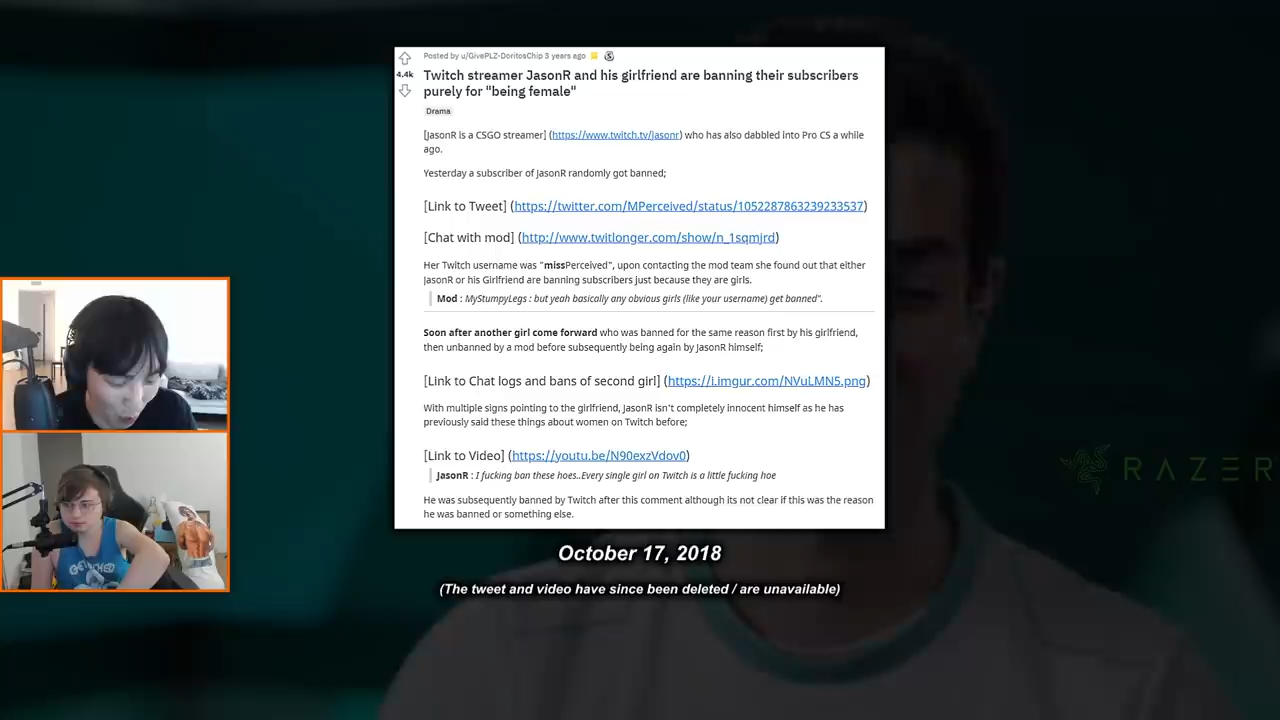 Posted by u/GivePLZ-DoritosChip 3 years ago
4.4k
Twitch streamer JasonR and his girlfriend are banning their subscribers
purely for "being female"
Drama
[JasonR is a CSGO streamer] (https://www.twitch.tv/jasonr) who has also dabbled into Pro CS a while
ago.
Yesterday a subscriber of JasonR randomly got banned;
[Link to Tweet] (https://twitter.com/MPerceived/status/1052287863239233537)
[Chat with mod] (http://www.twitlonger.com/show/n_1sqmjrd)
Her Twitch username was "missPerceived", upon contacting the mod team she found out that either
JasonR or his Girlfriend are banning subscribers just because they are girls.
Mod : MyStumpyLegs : but yeah basically any obvious girls (like your username) get banned".
Soon after another girl come forward who was banned for the same reason first by his girlfriend,
then unbanned by a mod before subsequently being again by JasonR himself;
[Link to Chat logs and bans of second girl] (https://i.imgur.com/NVuLMN5.png)
With multiple signs pointing to the girlfriend, JasonR isn't completely innocent himself as he has
previously said these things about women on Twitch before;
[Link to Video] (https://youtu.be/N90exzVdov0)
JasonR : I fucking ban these hoes..Every single girl on Twitch is a little fucking hoe
He was subsequently banned by Twitch after this comment although its not clear if this was the reason
he was banned or something else.
RAZER
October 17, 2018
(The tweet and video have since been deleted / are unavailable)